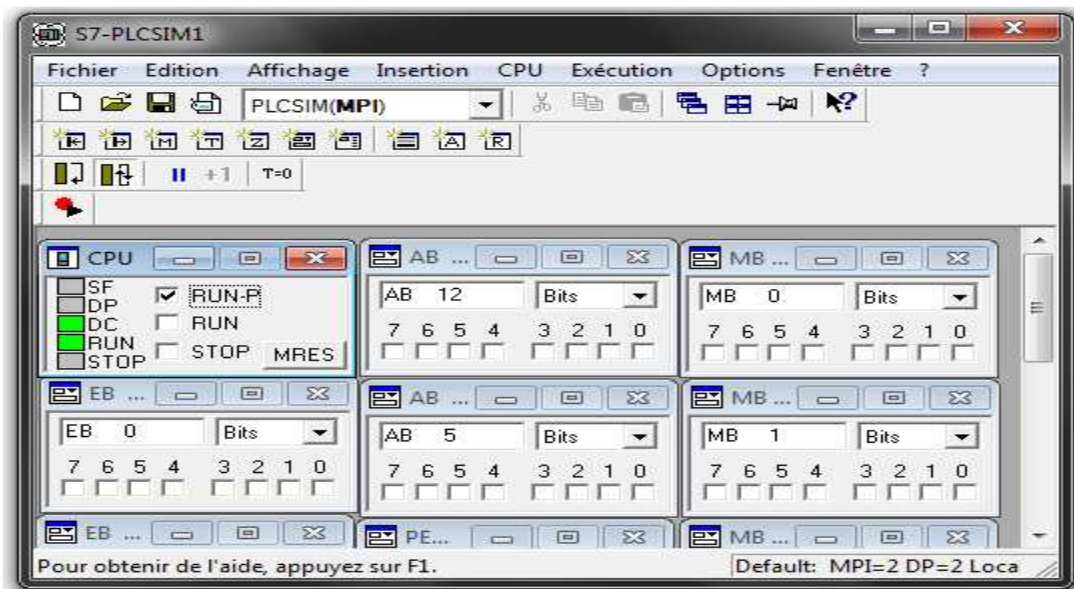 S7-PLCSIM1
Fichier Edition Affichage Insertion CPU Exécution Options Fenêtre ?
PLCSIM(MPI)
+1 T=0
CPU
SF
DP
DC
RUN
STOP
RUN-P
RUN
STOP MRES
AB ...
AB 12 Bits
7 6 5 4 3 2 1 0
MB ...
MB 0 Bits
7 6 5 4 3 2 1 0
EB ...
EB 0 Bits
7 6 5 4 3 2 1 0
AB ...
AB 5 Bits
7 6 5 4 3 2 1 0
MB ...
MB 1 Bits
7 6 5 4 3 2 1 0
EB ...
PE...
MB ...
Pour obtenir de l'aide, appuyez sur F1.
Default: MPI=2 DP=2 Loca